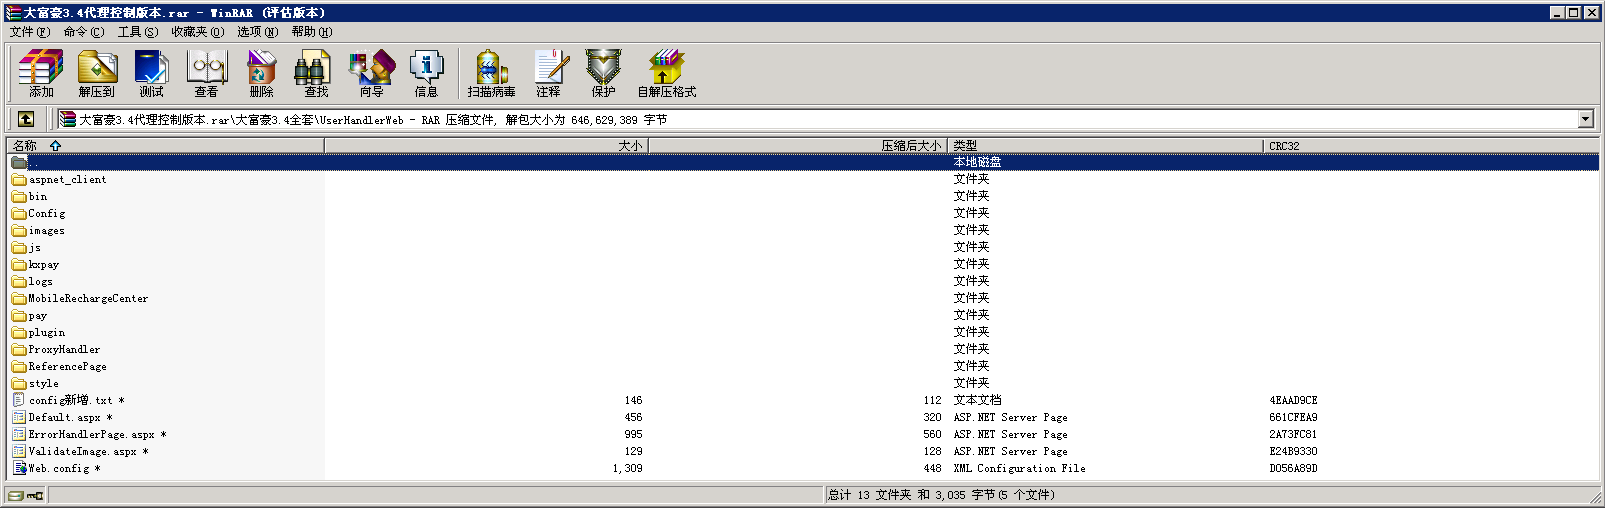 大富豪3.4代理控制版本.rar - WinRAR (评估版本)
文件(F) 命令(C) 工具(S) 收藏夹(O) 选项(N) 帮助(H)
添加 解压到 测试 查看 删除 查找 向导 信息 扫描病毒 注释 保护 自解压格式
大富豪3.4代理控制版本.rar\大富豪3.4全套\UserHandlerWeb - RAR 压缩文件, 解包大小为 646,629,389 字节
名称 大小 压缩后大小 类型 CRC32
.. 本地磁盘
aspnet_client 文件夹
bin 文件夹
Config 文件夹
images 文件夹
js 文件夹
kxpay 文件夹
logs 文件夹
MobileRechargeCenter 文件夹
pay 文件夹
plugin 文件夹
ProxyHandler 文件夹
ReferencePage 文件夹
style 文件夹
config新增.txt * 146 112 文本文档 4EAAD9CE
Default.aspx * 456 320 ASP.NET Server Page 661CFEA9
ErrorHandlerPage.aspx * 995 560 ASP.NET Server Page 2A73FC81
ValidateImage.aspx * 129 128 ASP.NET Server Page E24B9330
Web.config * 1,309 448 XML Configuration File D056A89D
总计 13 文件夹 和 3,035 字节(5 个文件)